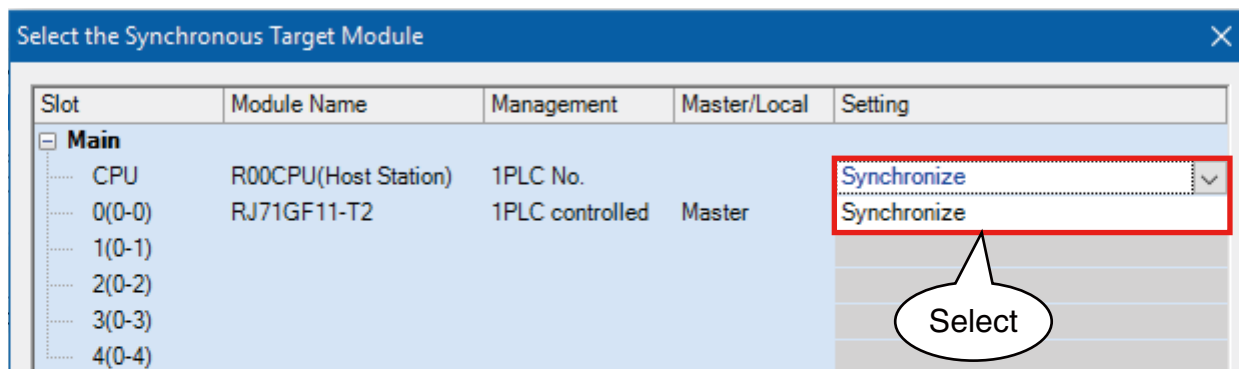 Select the Synchronous Target Module
Slot Module Name Management Master/Local Setting
Main
CPU R00CPU(Host Station) 1PLC No. Synchronize
0(0-0) RJ71GF11-T2 1PLC controlled Master Synchronize
1(0-1)
2(0-2)
3(0-3)
Select
4(0-4)